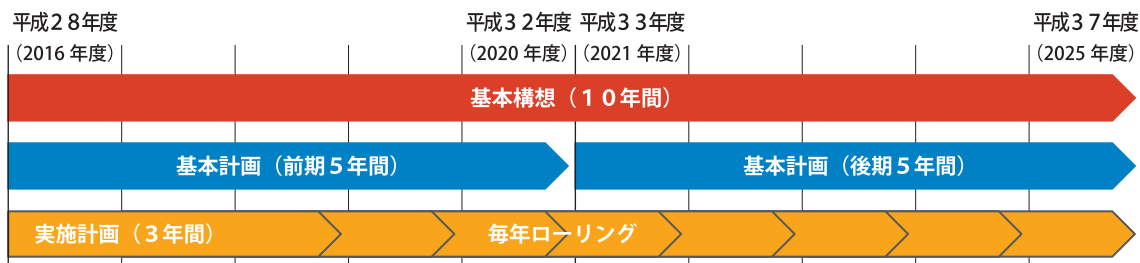 平成２８年度
（2016 年度）
平成３２年度
（2020 年度）
平成３３年度
（2021 年度）
平成３７年度
（2025 年度）
基本構想（１０年間）
基本計画（前期５年間）
基本計画（後期５年間）
実施計画（３年間）
毎年ローリング